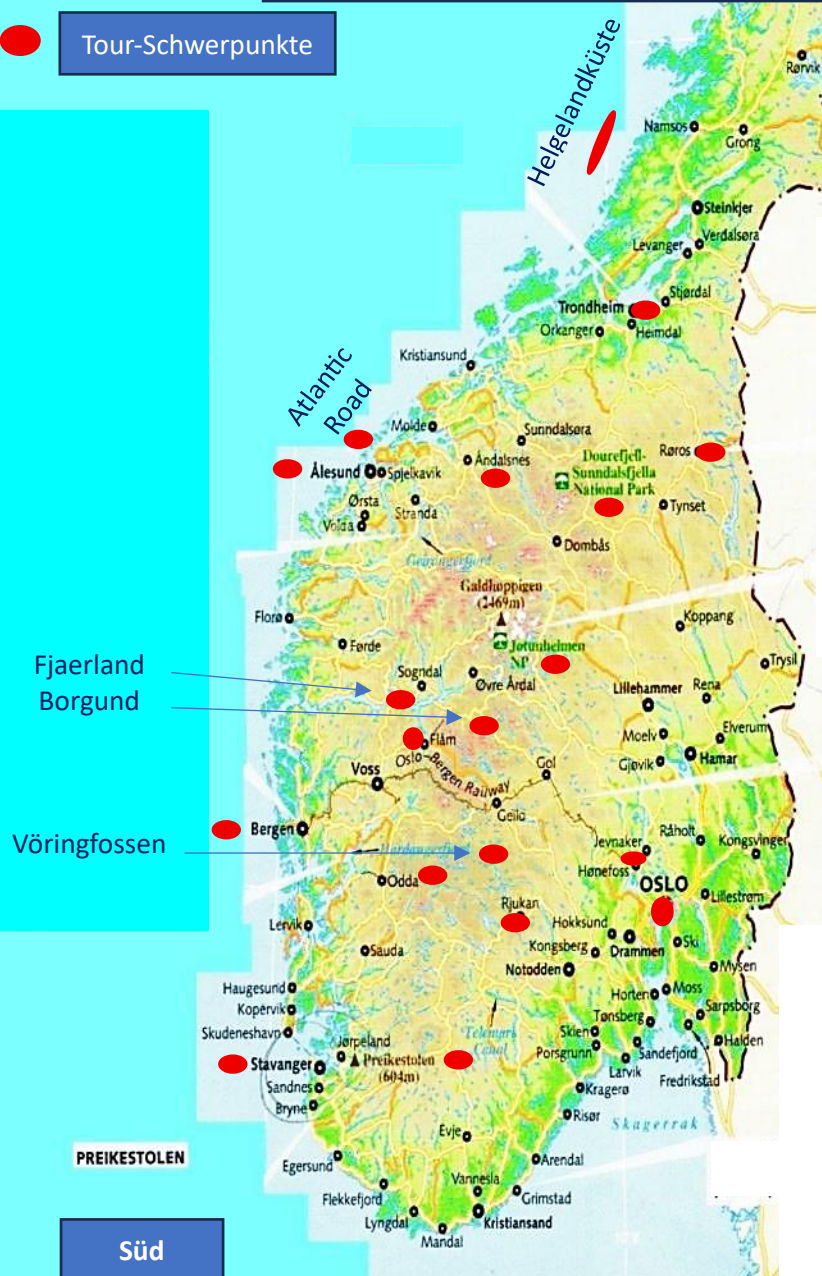 Tour-Schwerpunkte
Helgelandküste
Rørvik
Namsos
Grong
Steinkjer
Verdalsøra
Levanger
Stjørdal
Trondheim
Orkanger
Heimdal
Kristiansund
Atlantic
Road
Molde
Sunndalsøra
Åndalsnes
Dourefjell-
Sunndalsfjella
National Park
Røros
Ålesund
Spjelkavik
Ørsta
Volda
Stranda
Tynset
Dombås
Geirangerfjord
Galdhøppigen
(2469m)
Jotunheimen
NP
Florø
Førde
Koppang
Trysil
Fjaerland
Borgund
Sogndal
Øvre Årdal
Lillehammer
Rena
Flåm
Moelv
Elverum
Gjøvik
Hamar
Voss
Oslo-Bergen Railway
Gol
Geilo
Bergen
Vöringfossen
Hardangerfjord
Jevnaker
Råholt
Kongsvinger
Hønefoss
Odda
OSLO
Lillestrøm
Rjukan
Hokksund
Lervik
Sauda
Kongsberg
Drammen
Ski
Notodden
Mysen
Haugesund
Horten
Moss
Kopervik
Tønsberg
Sarpsborg
Skudeneshavn
Jørpeland
Telemark
Canal
Skien
Halden
Stavanger
Preikestolen
(604m)
Porsgrunn
Sandefjord
Larvik
Fredrikstad
Sandnes
Kragerø
Bryne
Risør
Skagerrak
Evje
PREIKESTOLEN
Egersund
Arendal
Vannesla
Flekkefjord
Grimstad
Lyngdal
Kristiansand
Mandal
Süd